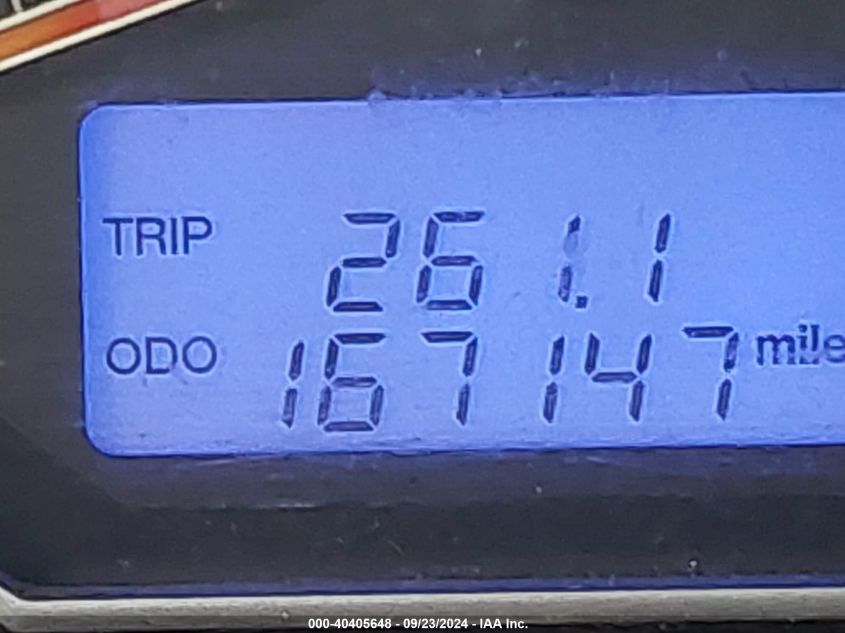 TRIP 261.1
ODO 167147 mile
000-40405648 - 09/23/2024 - IAA Inc.